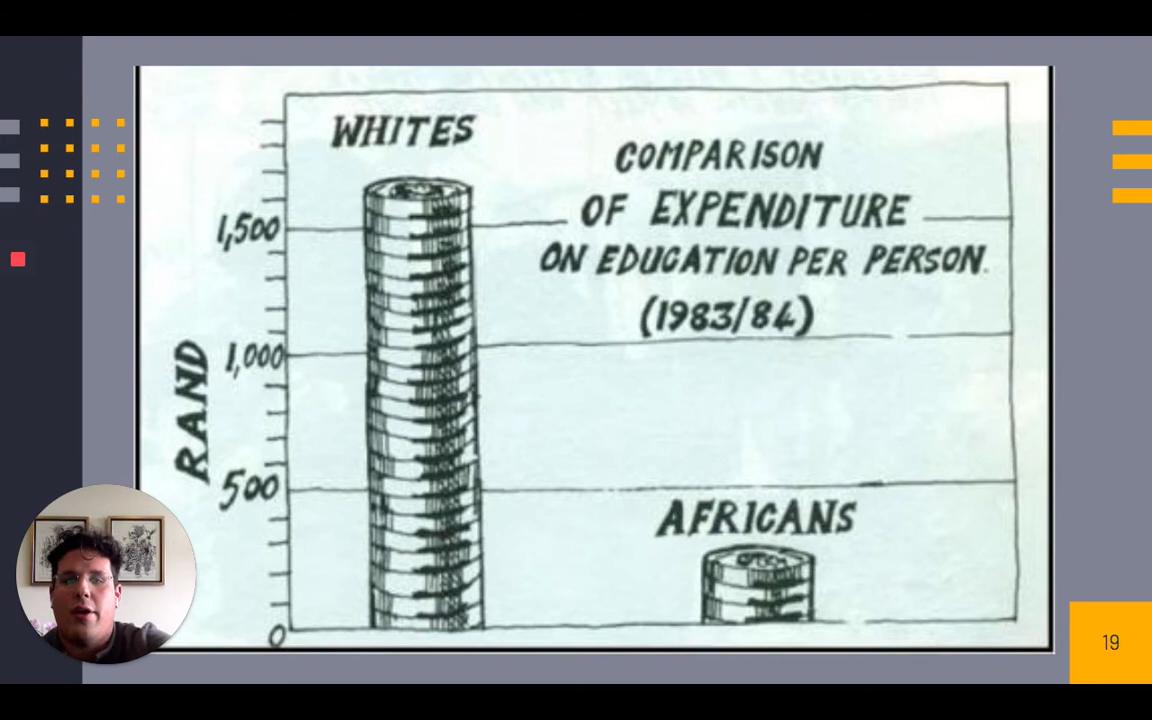 WHITES
COMPARISON
OF EXPENDITURE
ON EDUCATION PER PERSON.
(1983/84)
1,500
1,000
RAND
500
AFRICANS
0
19